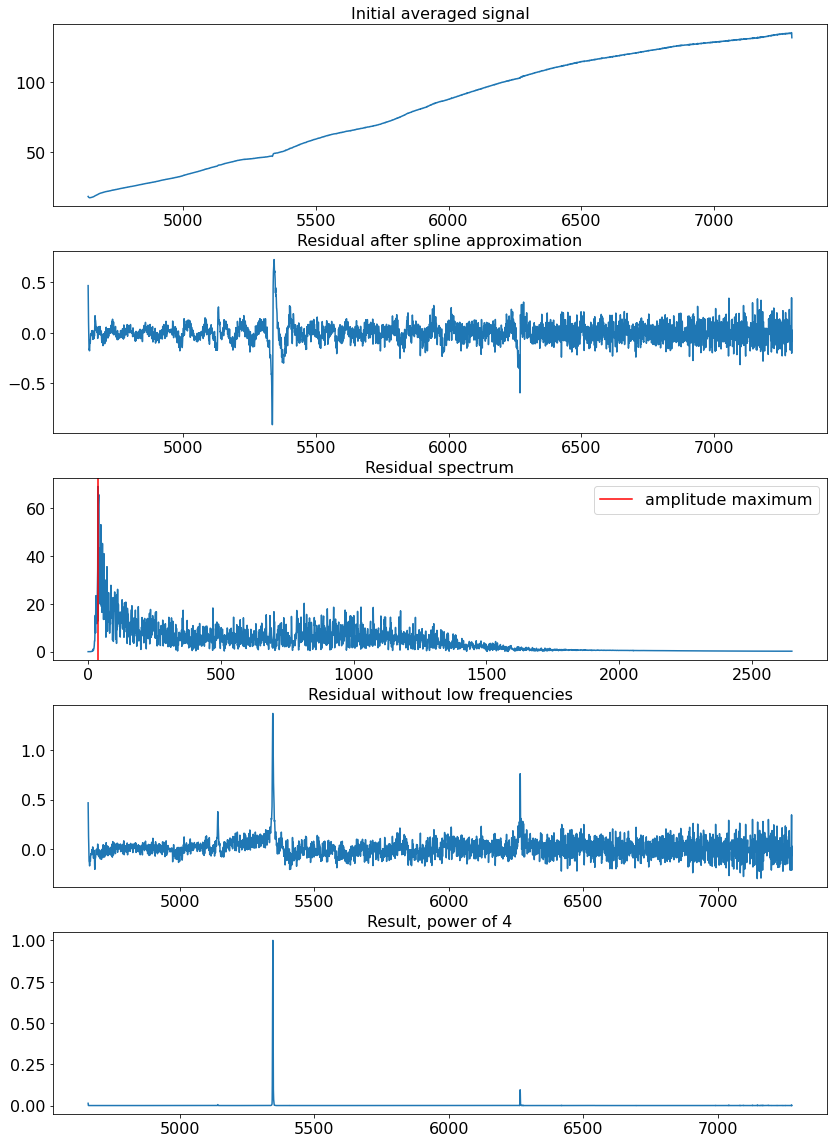 Initial averaged signal
100
50
5000 5500 6000 6500 7000
Residual after spline approximation
0.5
0.0
−0.5
5000 5500 6000 6500 7000
Residual spectrum
amplitude maximum
60
40
20
0
0 500 1000 1500 2000 2500
Residual without low frequencies
1.0
0.5
0.0
5000 5500 6000 6500 7000
Result, power of 4
1.00
0.75
0.50
0.25
0.00
5000 5500 6000 6500 7000